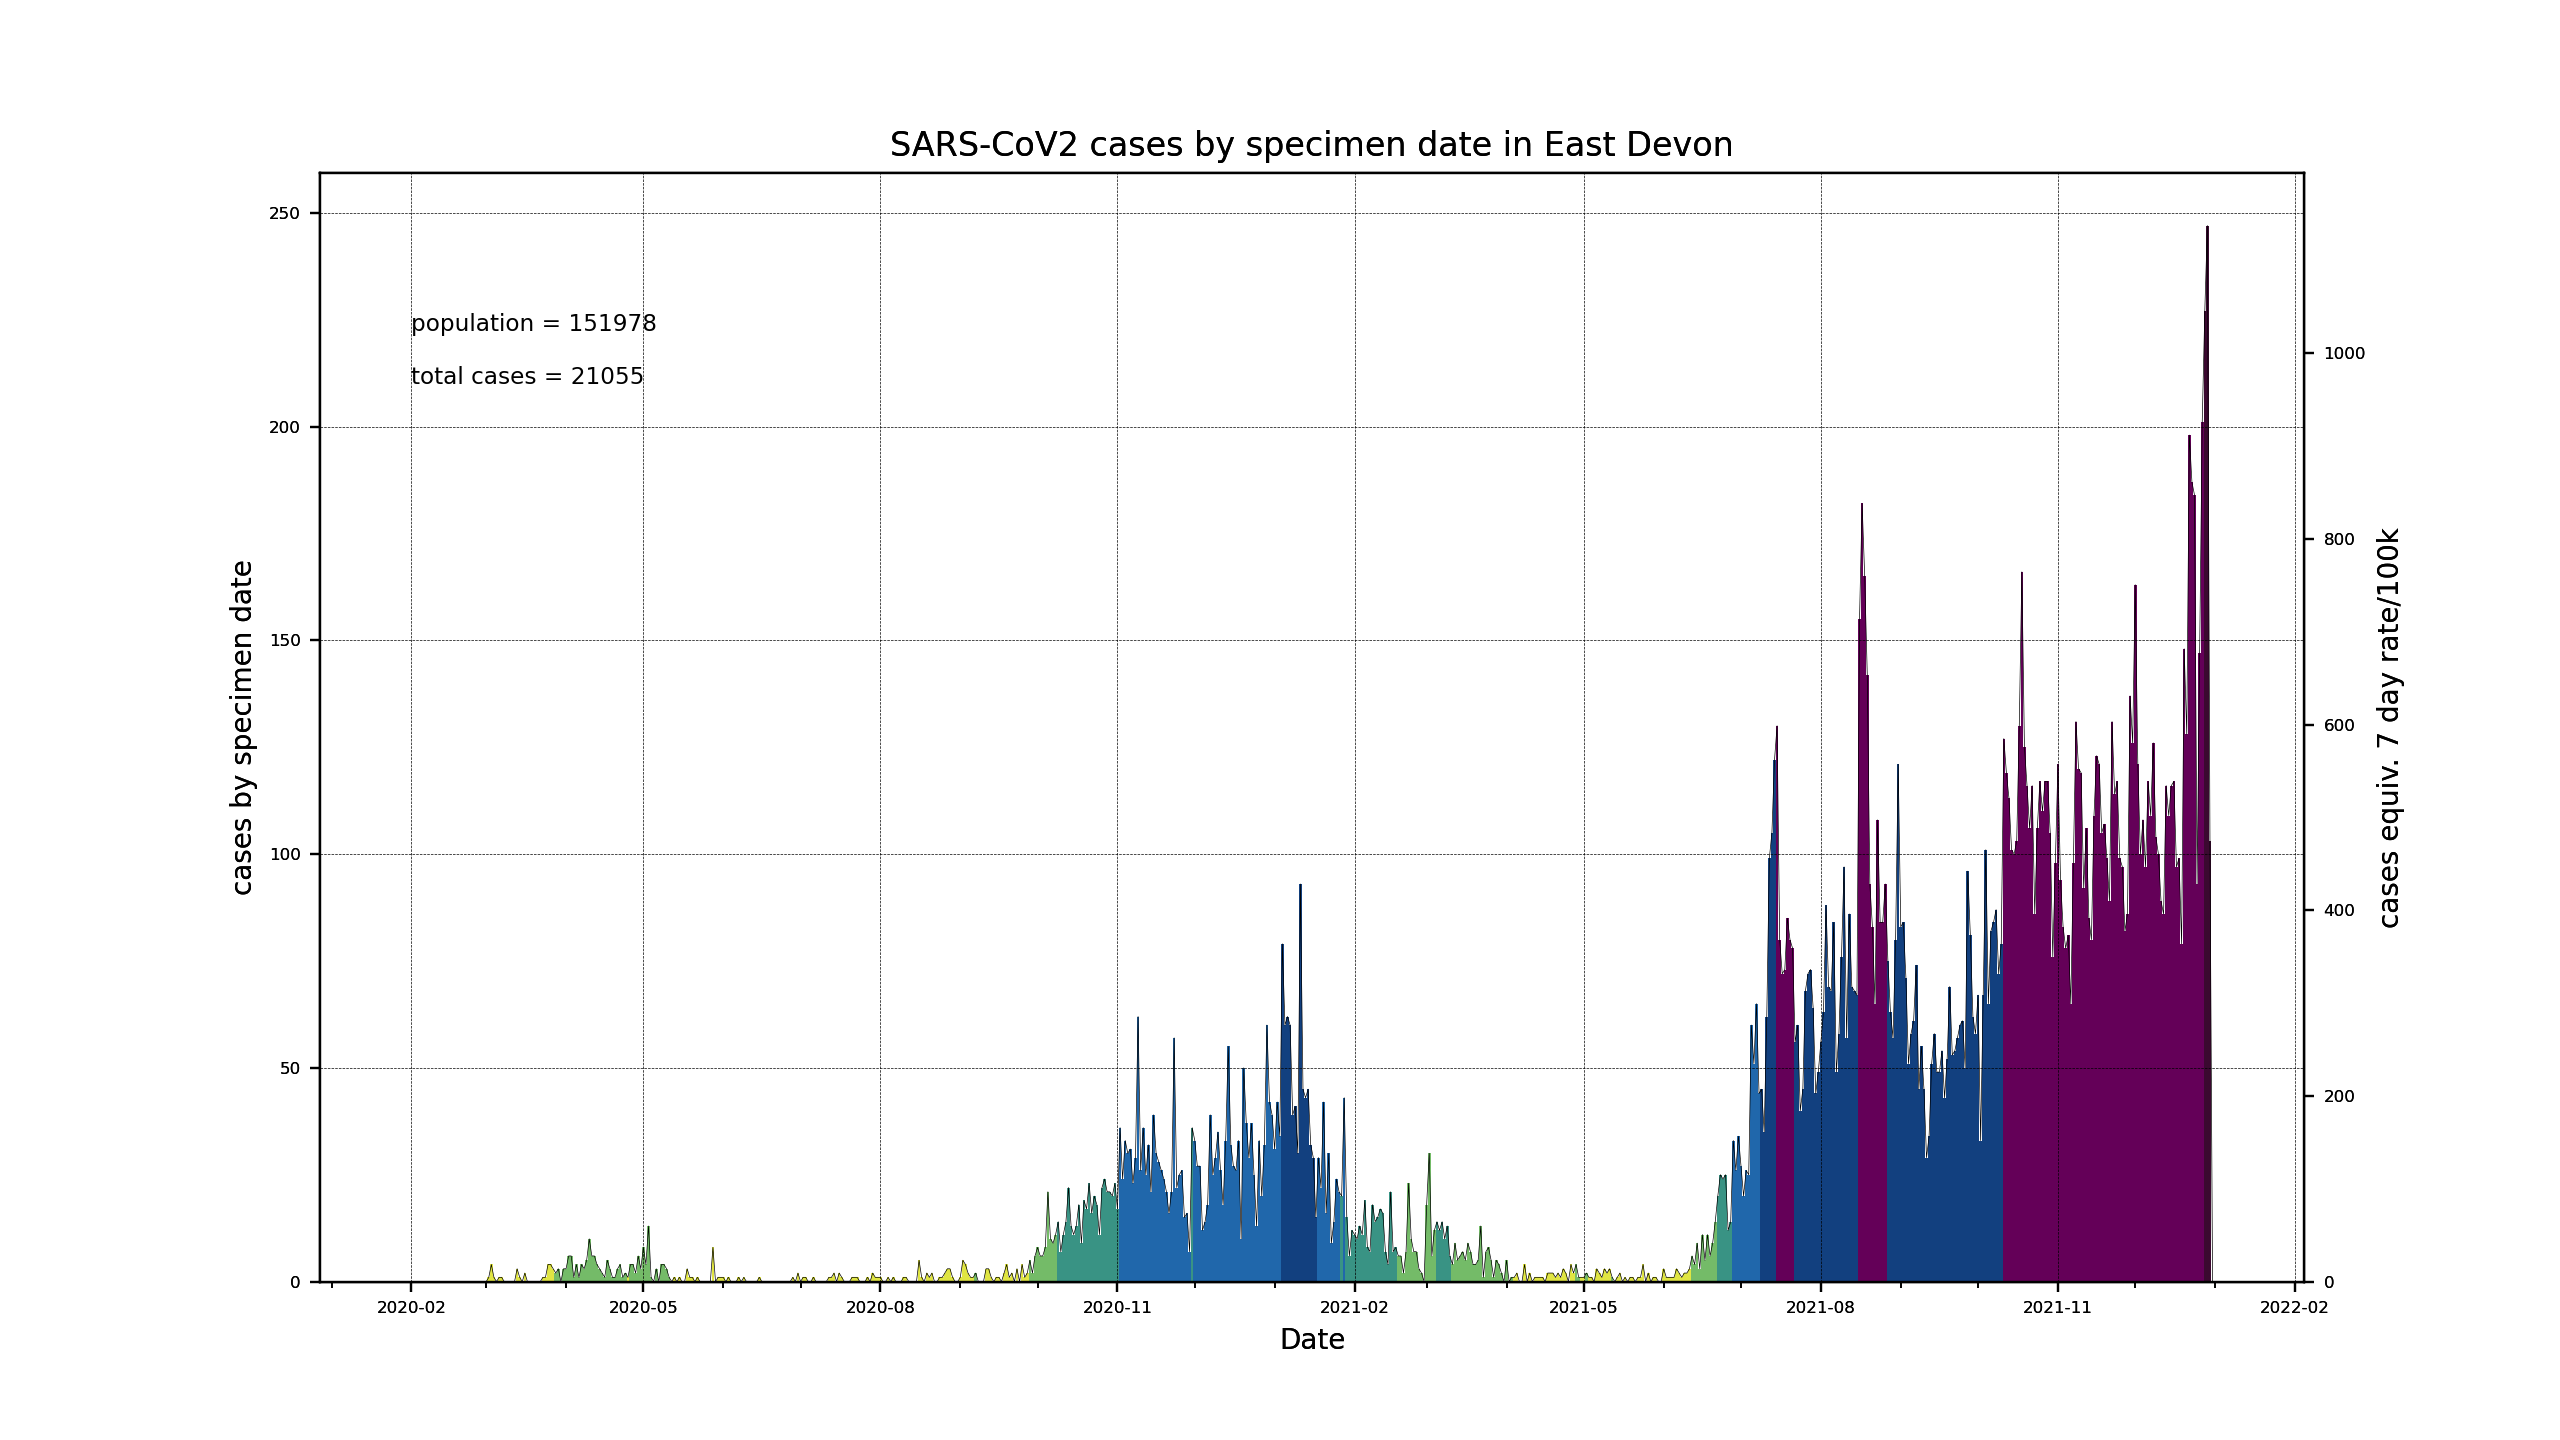 SARS-CoV2 cases by specimen date in East Devon
250
200
150
100
50
0
cases by specimen date
population = 151978
total cases = 21055
1000
800
600
400
200
0
cases equiv. 7 day rate/100k
2020-02 2020-05 2020-08 2020-11 2021-02 2021-05 2021-08 2021-11 2022-02
Date